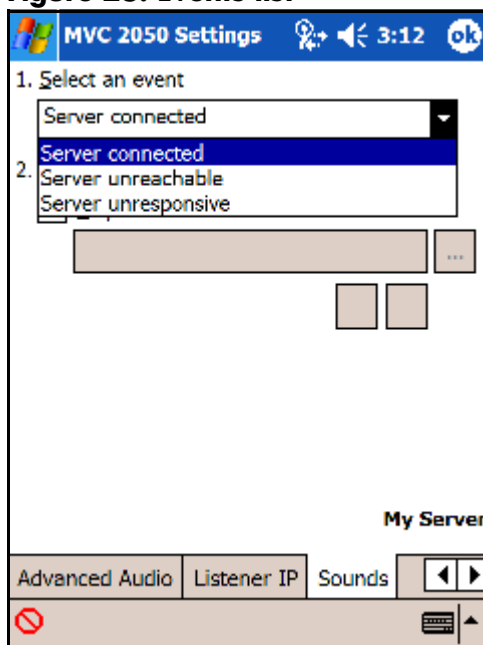 MVC 2050 Settings 3:12 ok
1. Select an event
Server connected
Server connected
2.
Server unreachable
Server unresponsive
...
My Server
Advanced Audio Listener IP Sounds